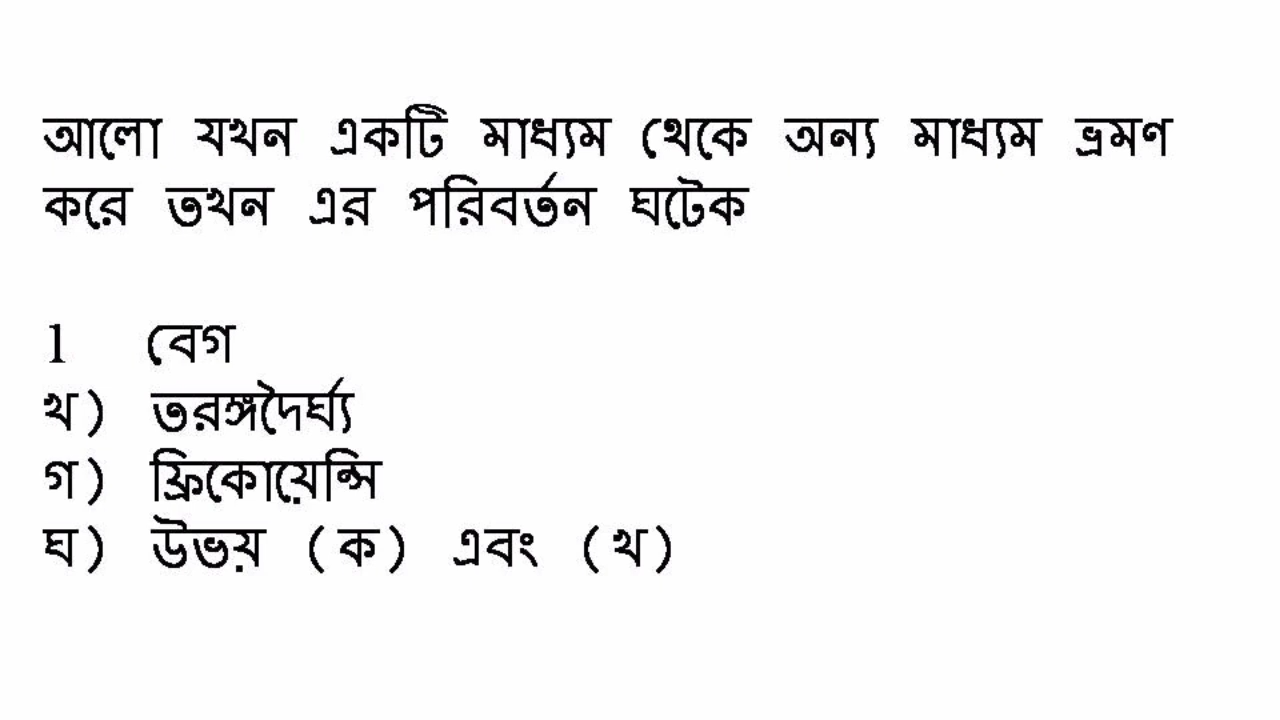 আলো যখন একটি মাধ্যম থেকে অন্য মাধ্যম ভ্রমণ
করে তখন এর পরিবর্তন ঘটেক
1 বেগ
খ) তরঙ্গদৈর্ঘ্য
গ) ফ্রিকোয়েন্সি
ঘ) উভয় (ক) এবং (খ)